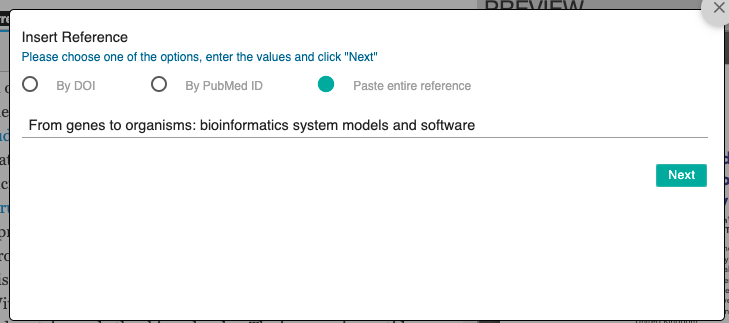 PREVIEW
Insert Reference
Please choose one of the options, enter the values and click "Next"
By DOI
By PubMed ID
Paste entire reference
From genes to organisms: bioinformatics system models and software
Next